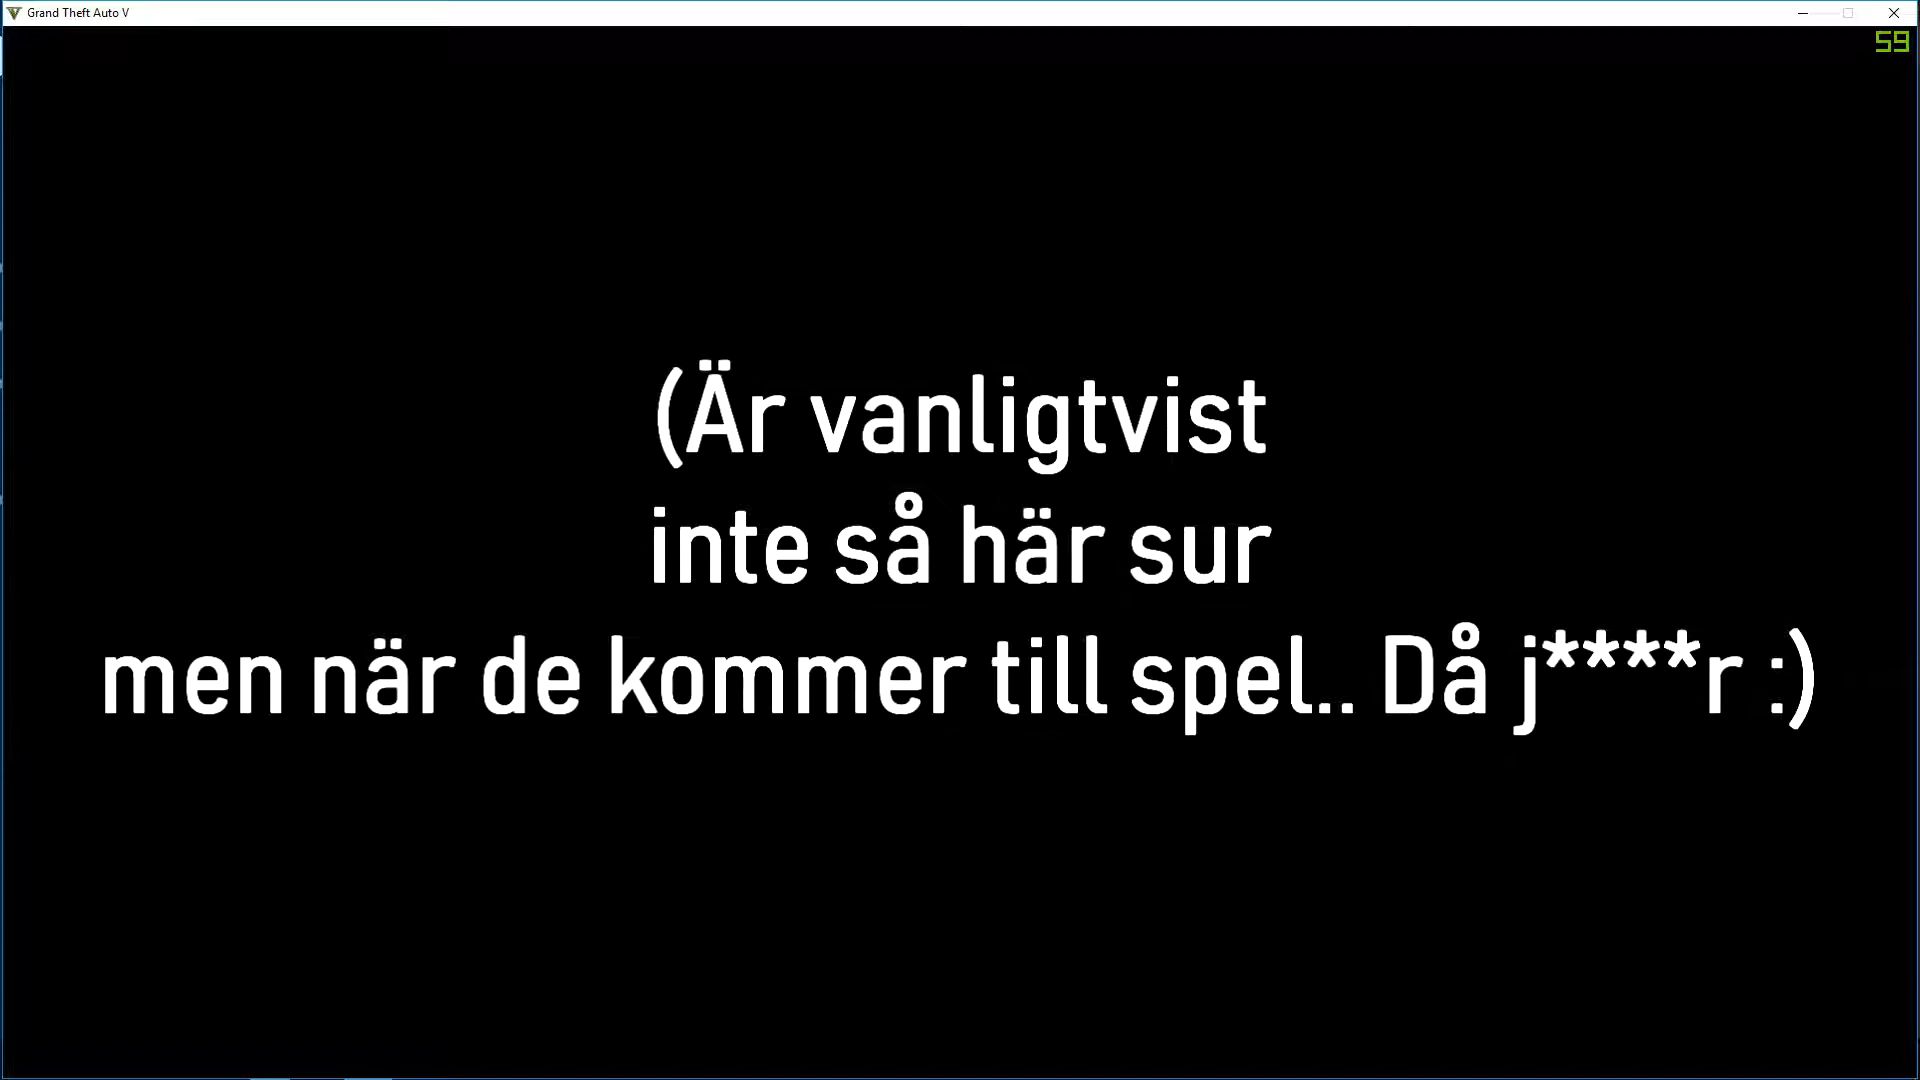 Grand Theft Auto V
59
(Är vanligtvist
inte så här sur
men när de kommer till spel.. Då j****r :)